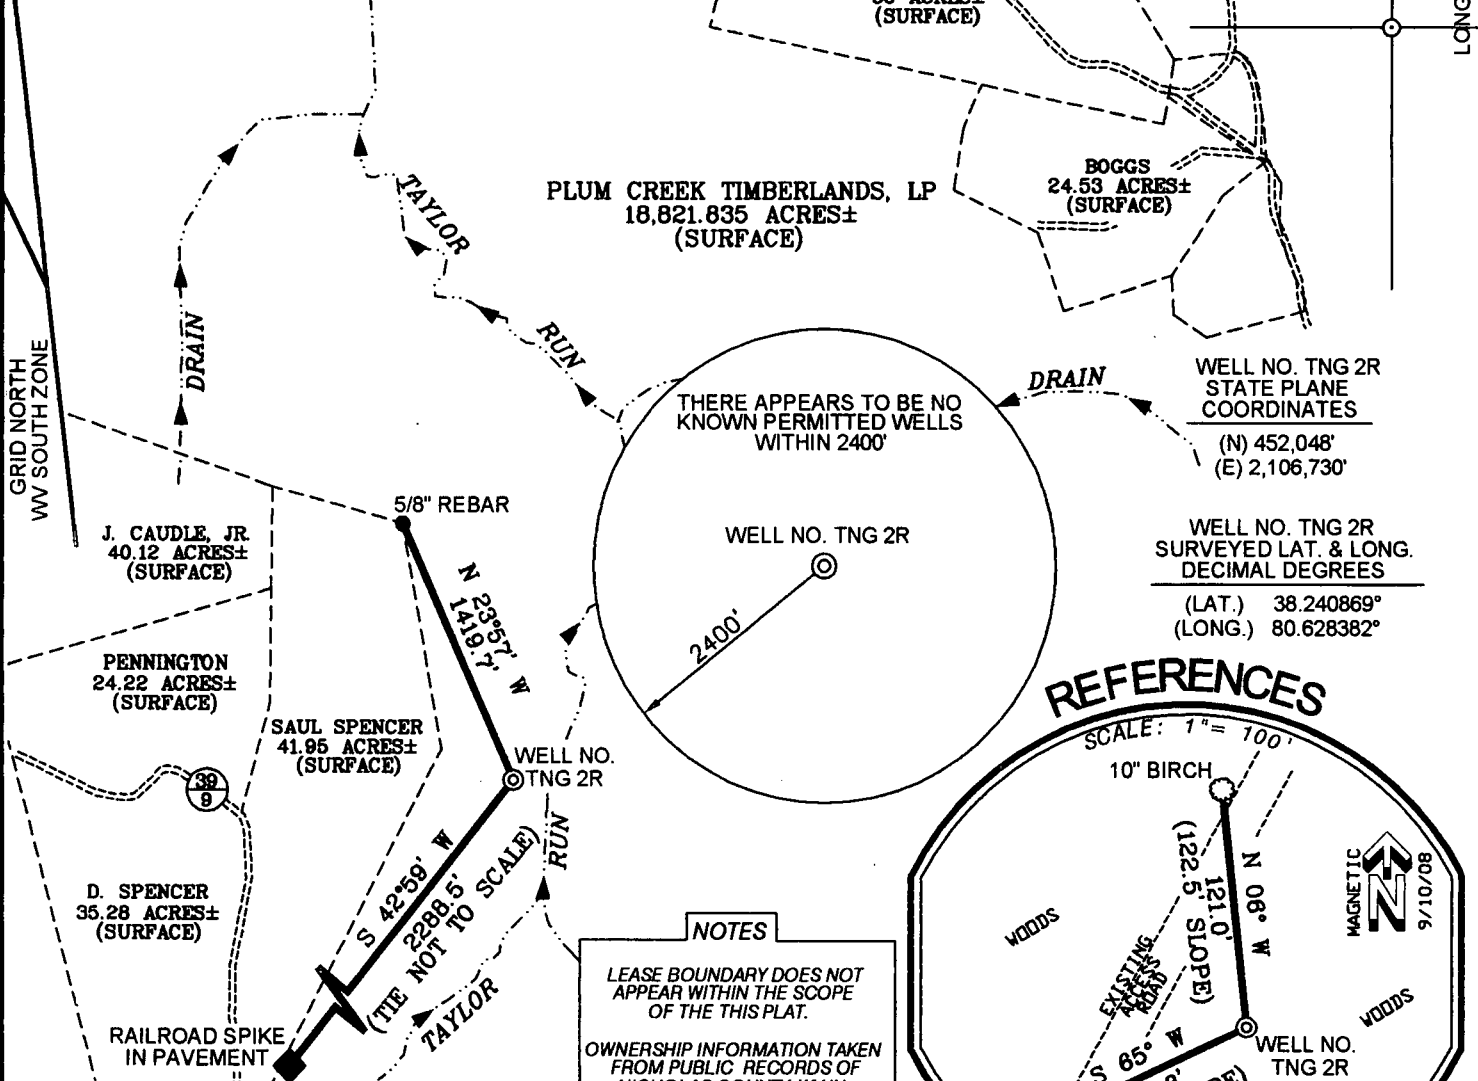 (SURFACE)
LONG
BOGGS
24.53 ACRES±
(SURFACE)
PLUM CREEK TIMBERLANDS, LP
18,821.835 ACRES±
(SURFACE)
TAYLOR
RUN
DRAIN
DRAIN
GRID NORTH
WV SOUTH ZONE
THERE APPEARS TO BE NO
KNOWN PERMITTED WELLS
WITHIN 2400'
WELL NO. TNG 2R
2400'
WELL NO. TNG 2R
STATE PLANE
COORDINATES
(N) 452,048'
(E) 2,106,730'
WELL NO. TNG 2R
SURVEYED LAT. & LONG.
DECIMAL DEGREES
(LAT.) 38.240869°
(LONG.) 80.628382°
5/8" REBAR
J. CAUDLE, JR.
40.12 ACRES±
(SURFACE)
N 23°57' W
1419.7'
PENNINGTON
24.22 ACRES±
(SURFACE)
SAUL SPENCER
41.95 ACRES±
(SURFACE)
WELL NO.
TNG 2R
39
9
D. SPENCER
35.28 ACRES±
(SURFACE)
S 42°59' W
2288.5'
(TIE NOT TO SCALE)
RUN
TAYLOR
RAILROAD SPIKE
IN PAVEMENT
NOTES
LEASE BOUNDARY DOES NOT
APPEAR WITHIN THE SCOPE
OF THE THIS PLAT.
OWNERSHIP INFORMATION TAKEN
FROM PUBLIC RECORDS OF
REFERENCES
SCALE: 1"= 100'
10" BIRCH
N 06° W
121.0'
(122.5' SLOPE)
MAGNETIC
N
9/10/08
WOODS
EXISTING
ACCESS
ROAD
WOODS
S 65° W
WELL NO.
TNG 2R